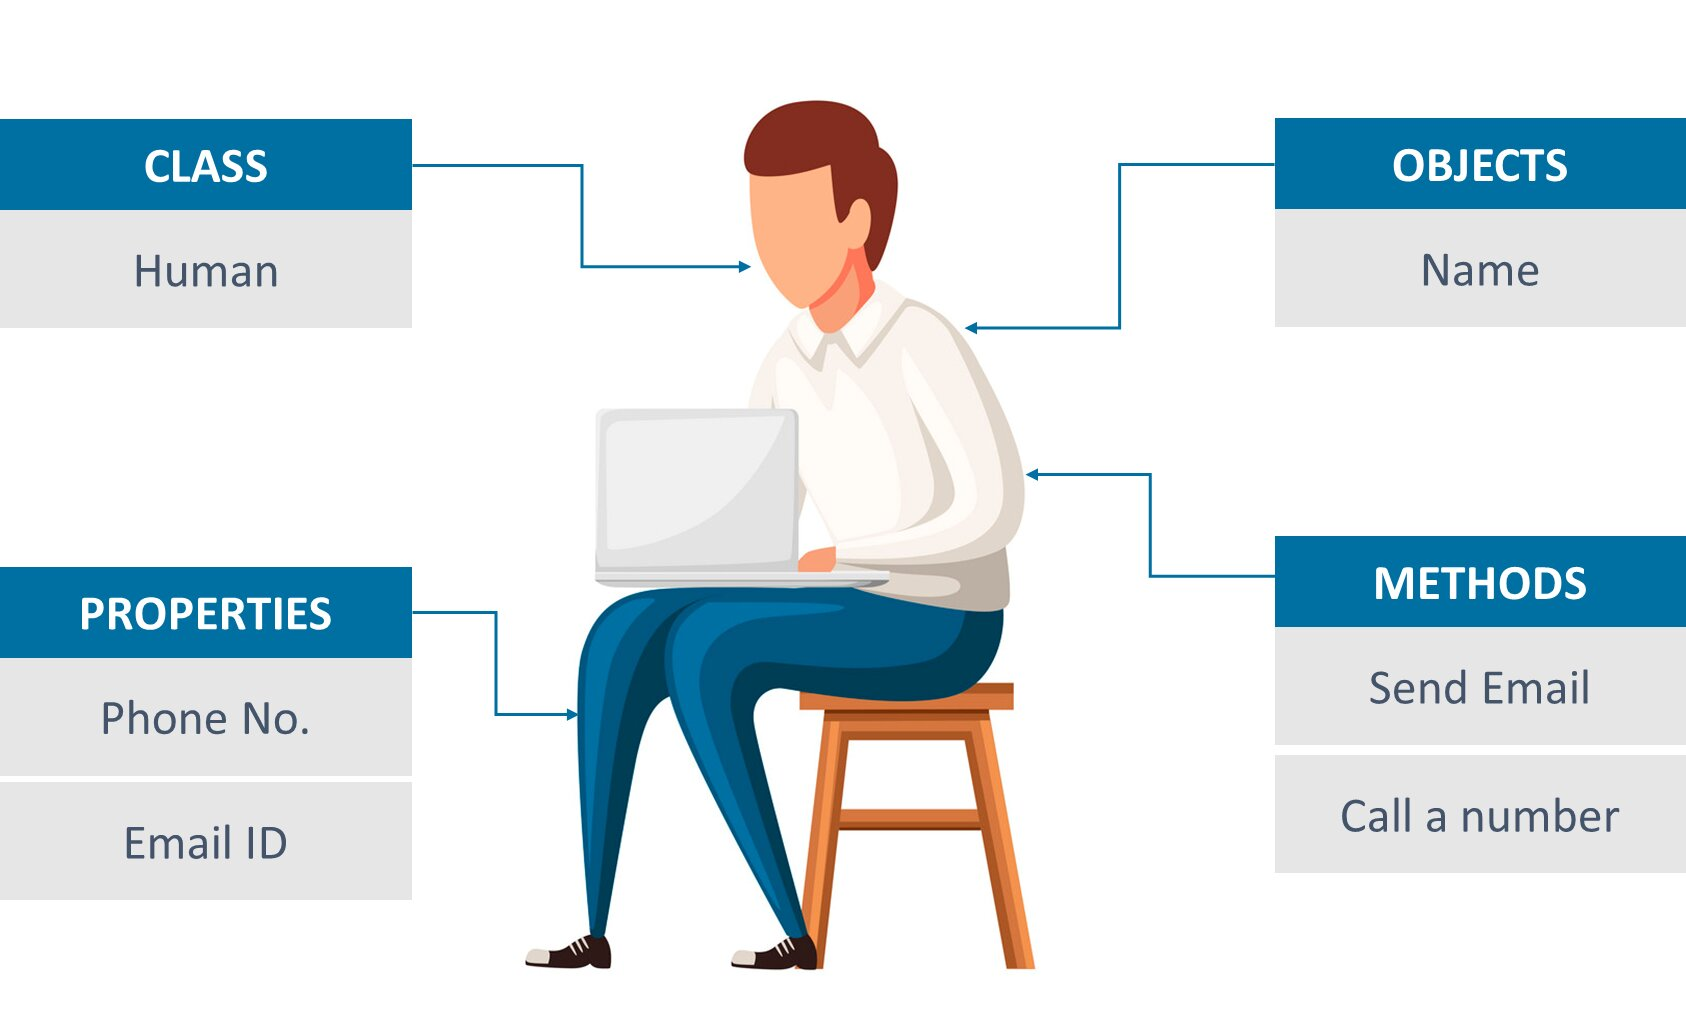 CLASS
Human
OBJECTS
Name
PROPERTIES
Phone No.
Email ID
METHODS
Send Email
Call a number